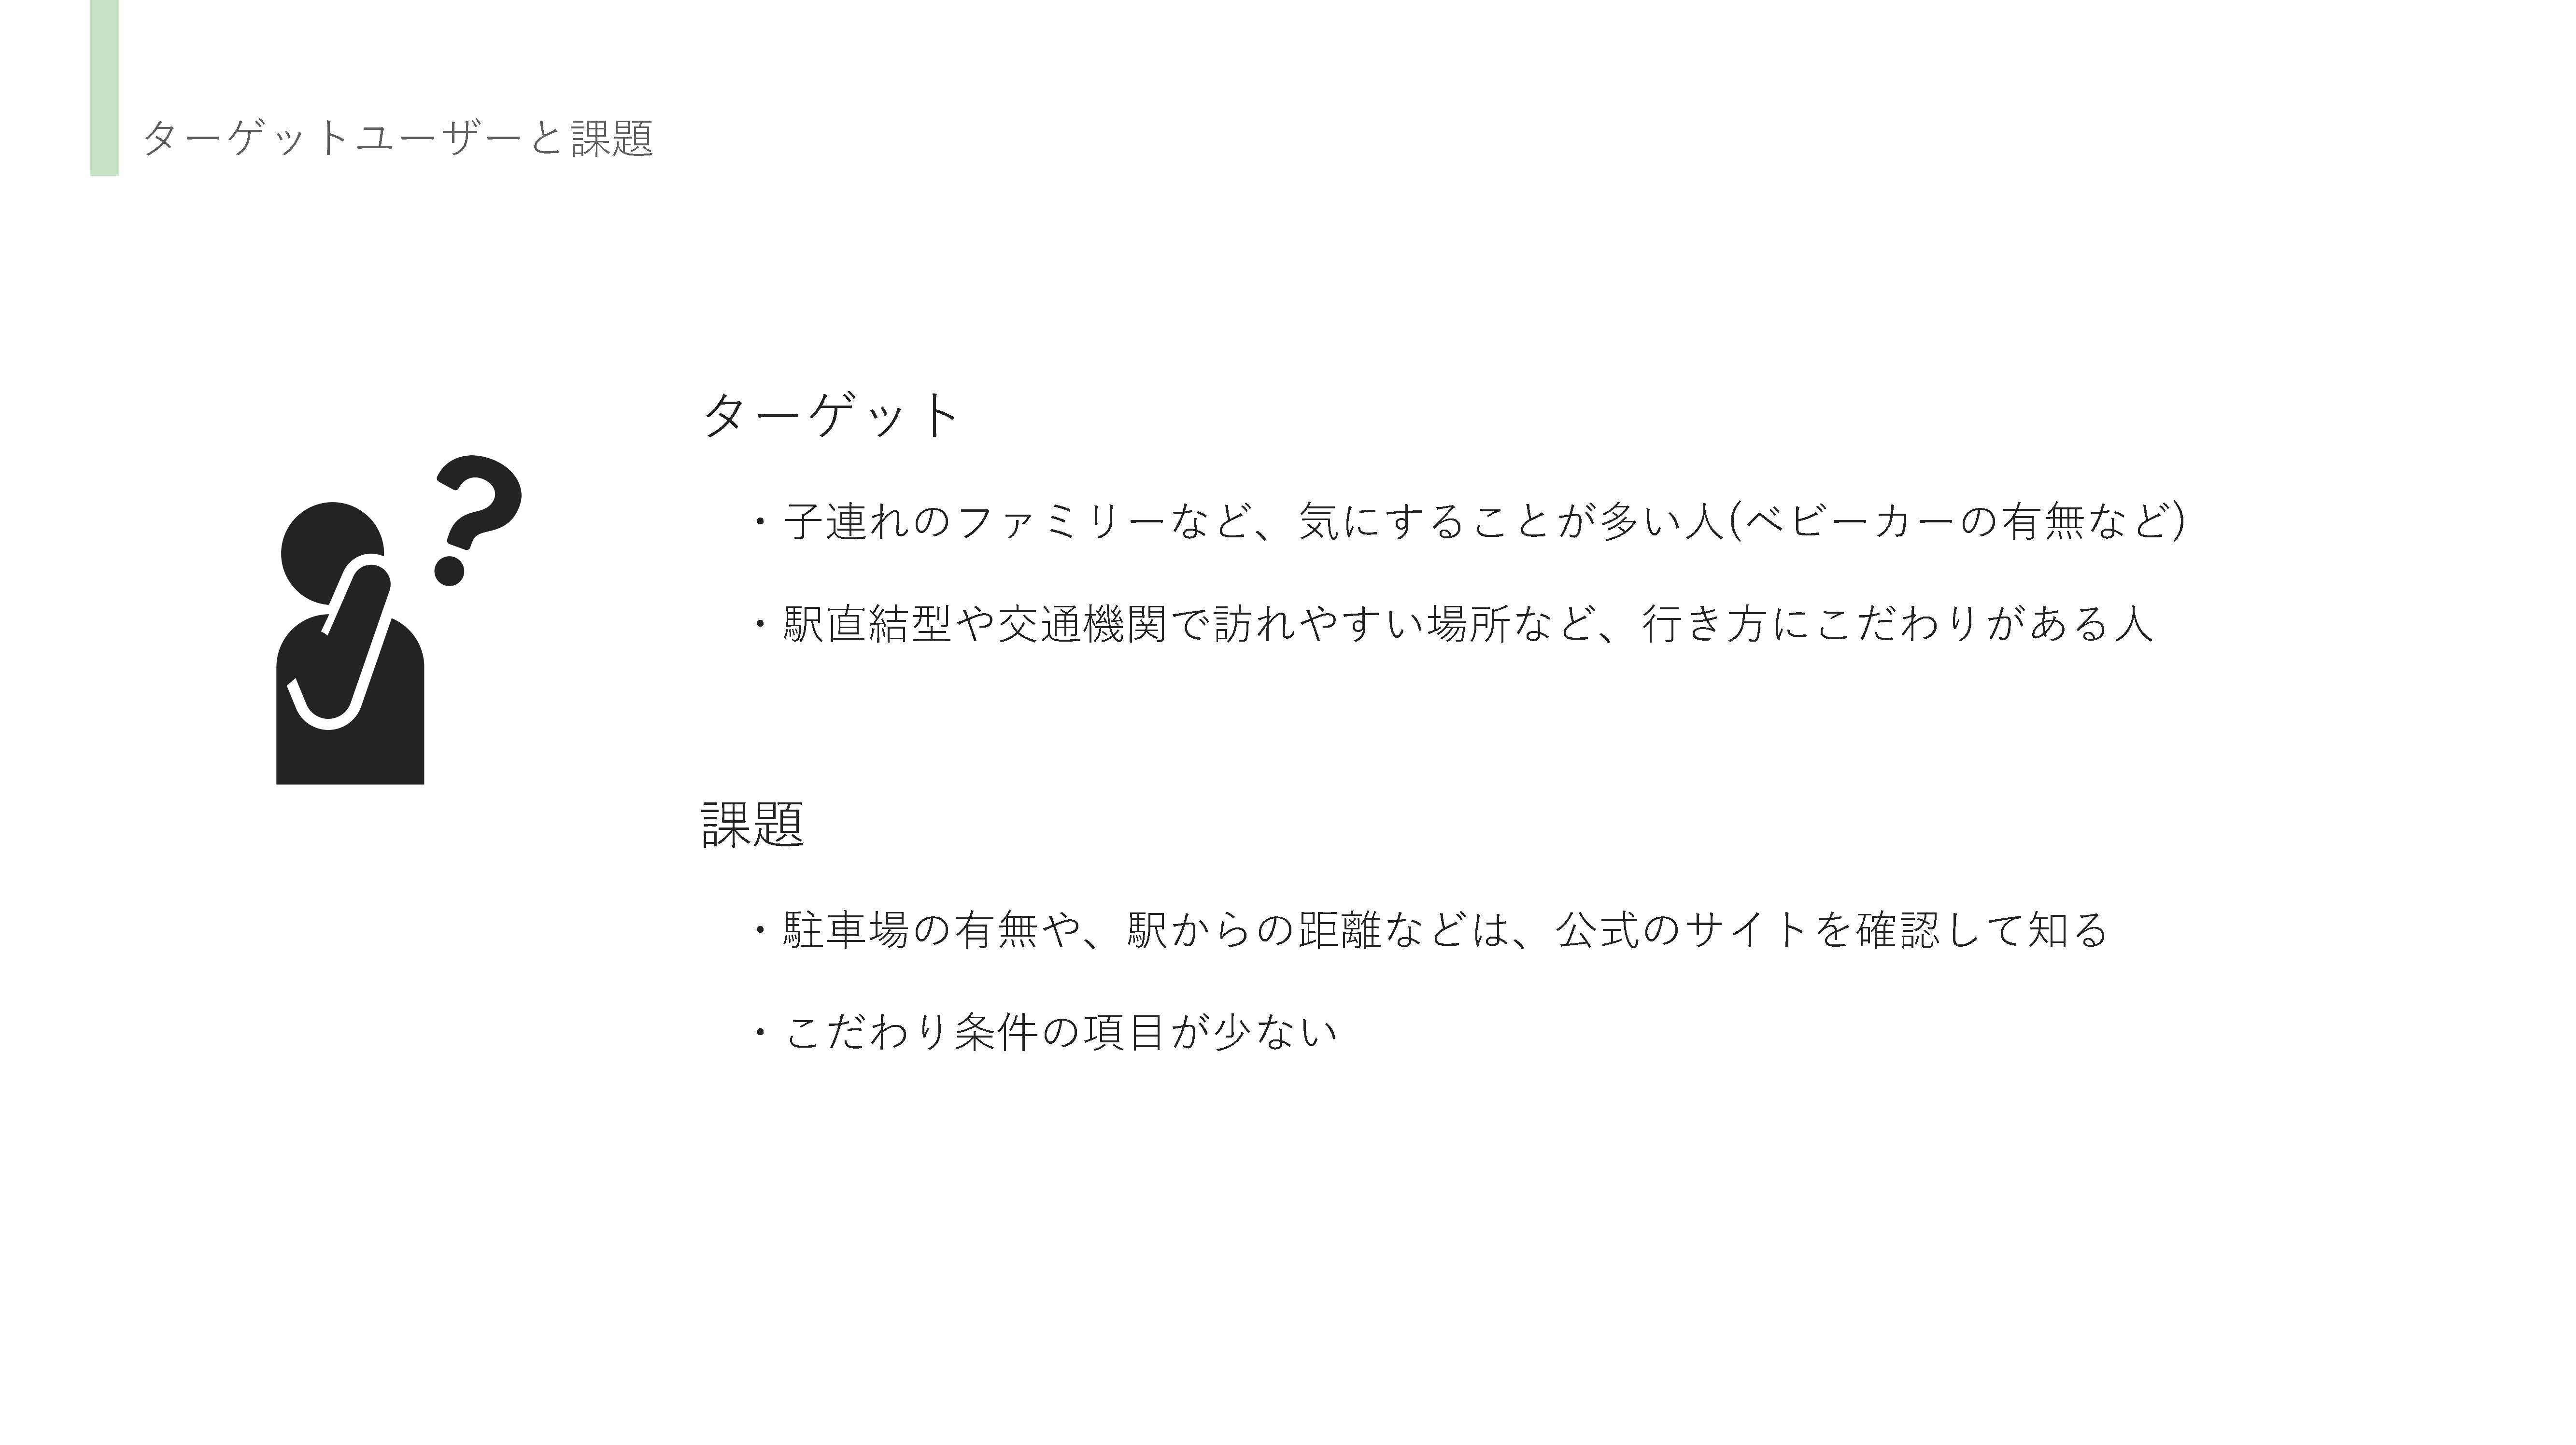 ターゲットユーザーと課題
ターゲット
・子連れのファミリーなど、気にすることが多い人(ベビーカーの有無など)
・駅直結型や交通機関で訪れやすい場所など、行き方にこだわりがある人
課題
・駐車場の有無や、駅からの距離などは、公式のサイトを確認して知る
・こだわり条件の項目が少ない